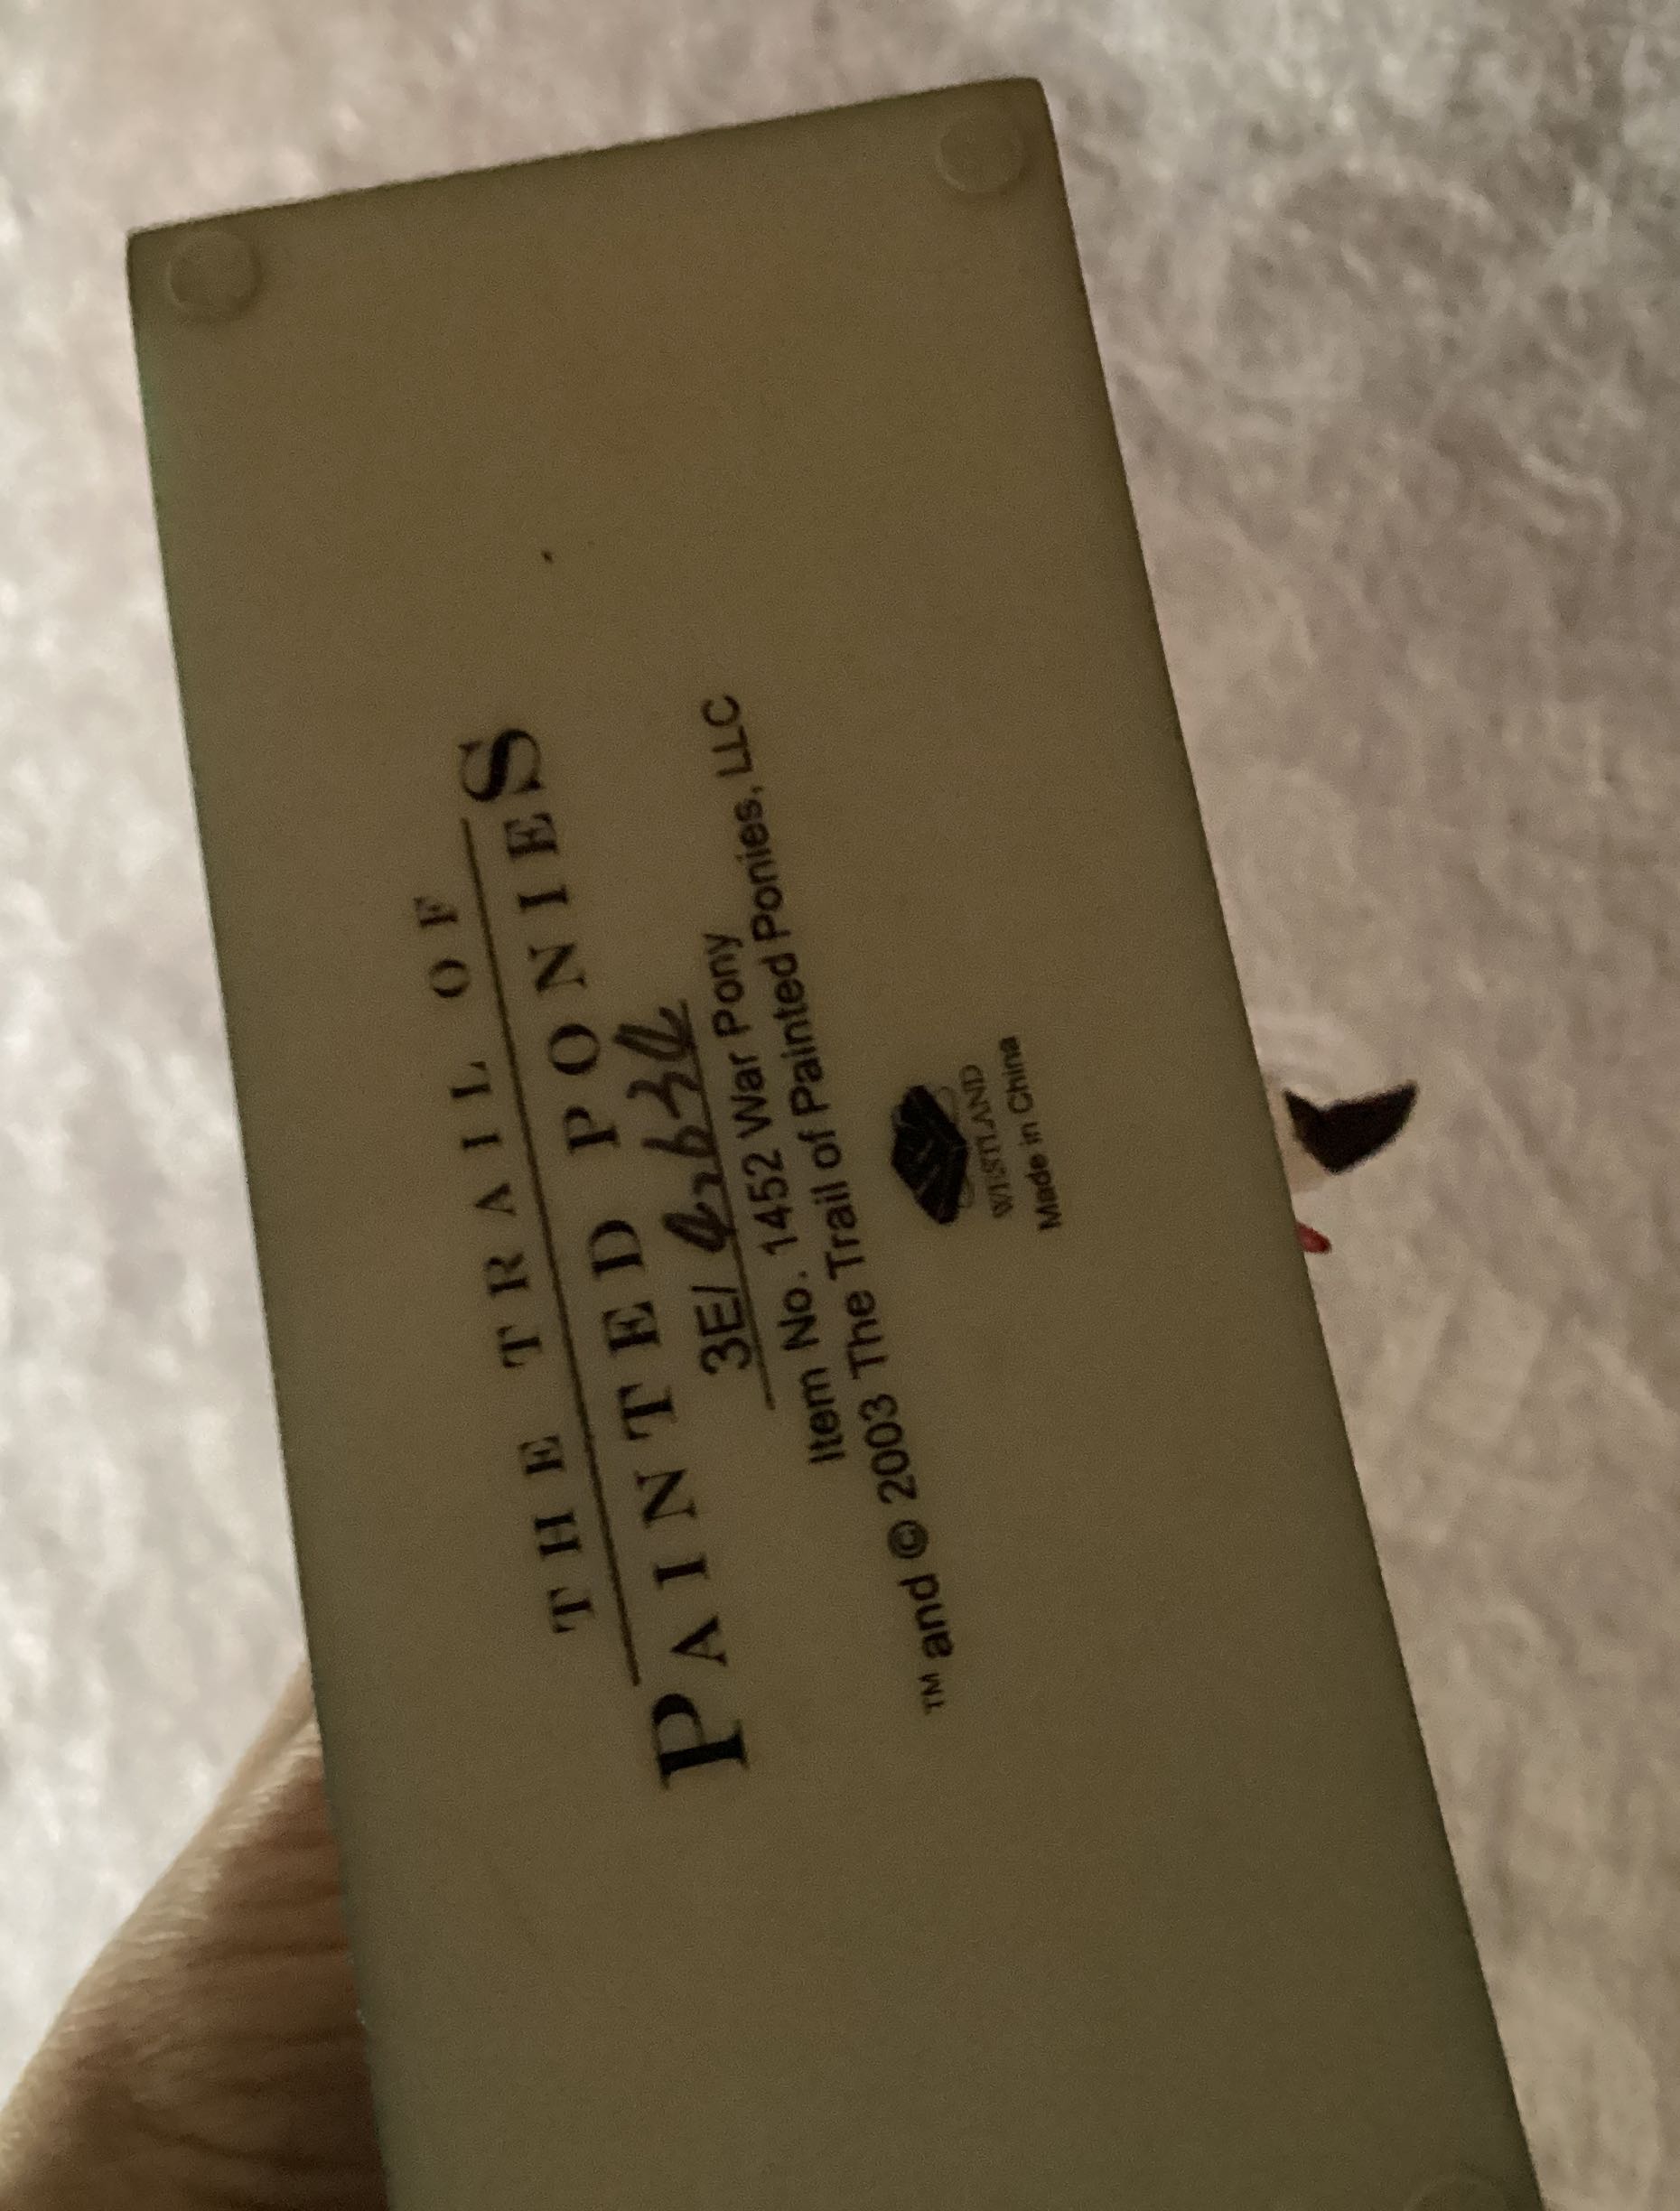 THE TRAIL OF
PAINTED PONIES
3E/
Item No. 1452 War Pony
™ and © 2003 The Trail of Painted Ponies, LLC
WESTLAND
Made in China